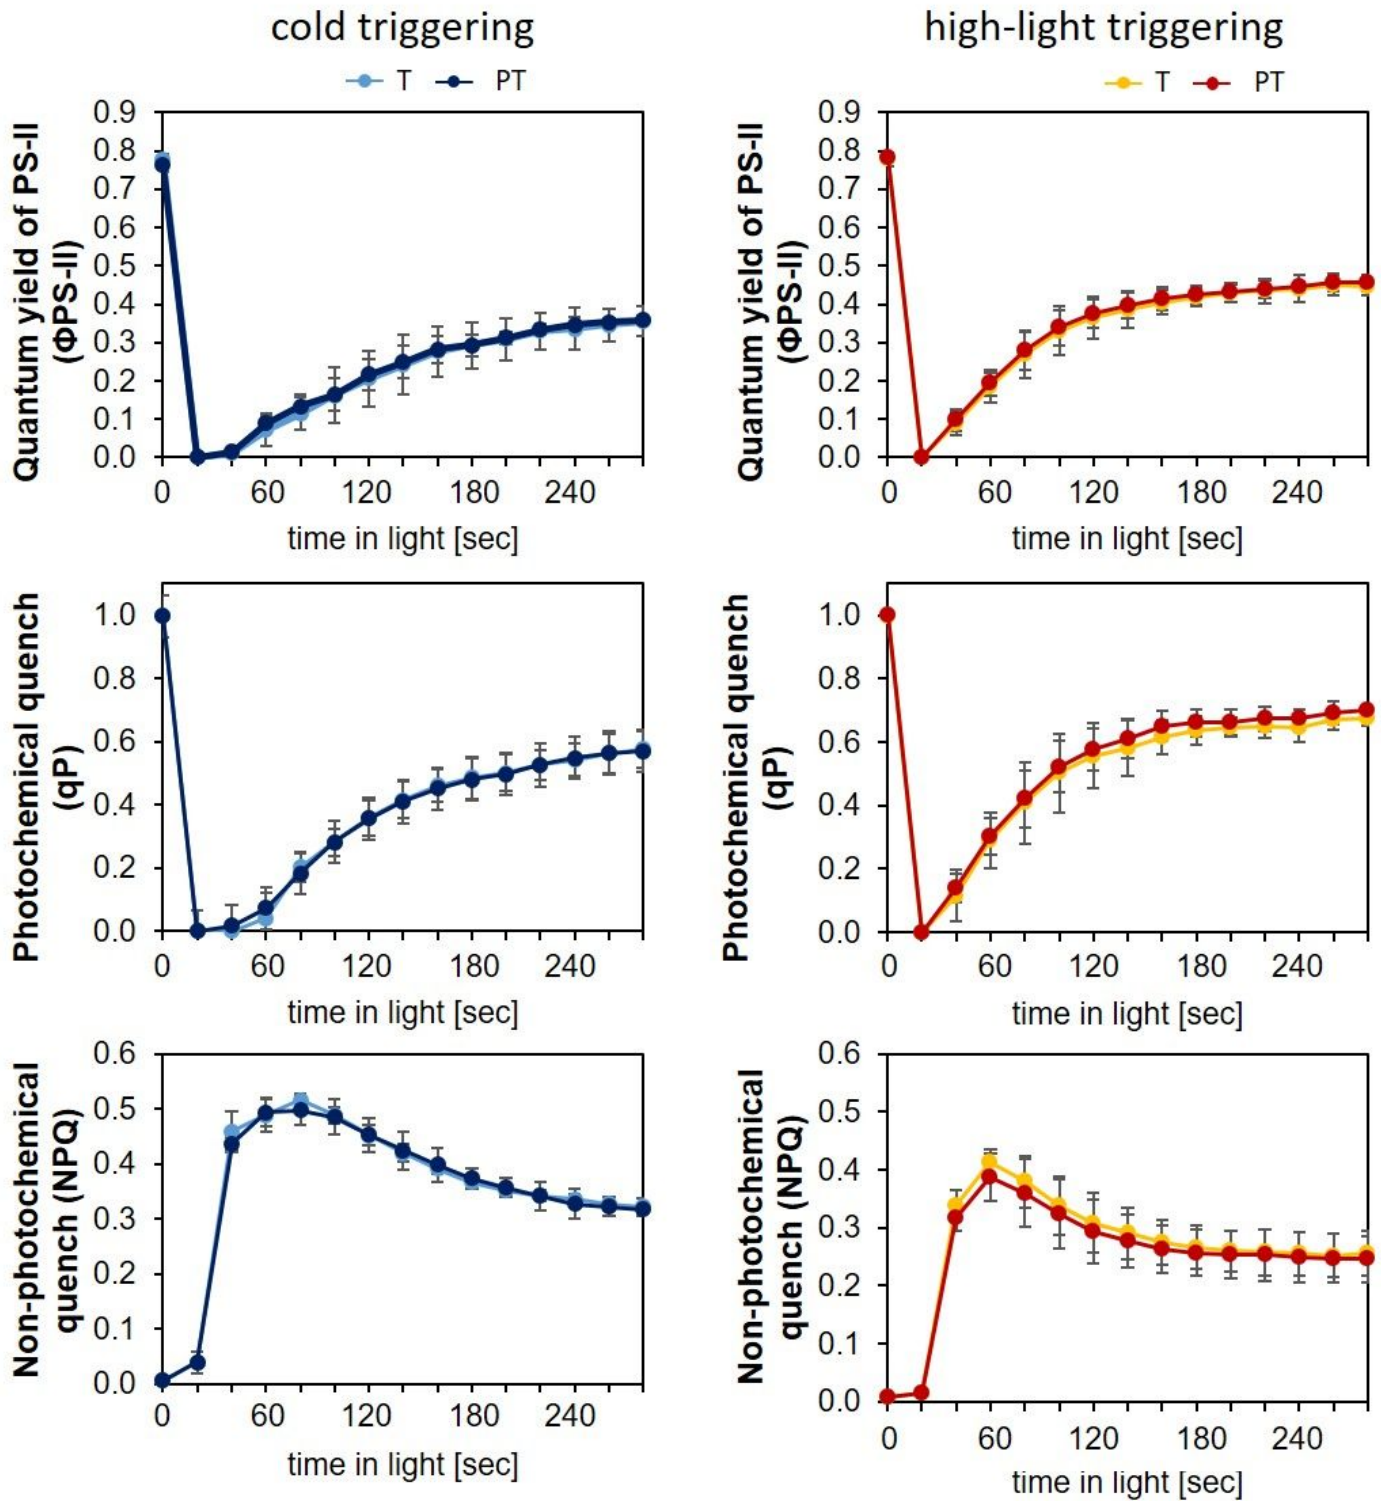 cold triggering
T PT
Quantum yield of PS-II
(ΦPS-II)
0.9
0.8
0.7
0.6
0.5
0.4
0.3
0.2
0.1
0.0
0 60 120 180 240
time in light [sec]
high-light triggering
T PT
Quantum yield of PS-II
(ΦPS-II)
0.9
0.8
0.7
0.6
0.5
0.4
0.3
0.2
0.1
0.0
0 60 120 180 240
time in light [sec]
Photochemical quench
(qP)
1.0
0.8
0.6
0.4
0.2
0.0
0 60 120 180 240
time in light [sec]
Photochemical quench
(qP)
1.0
0.8
0.6
0.4
0.2
0.0
0 60 120 180 240
time in light [sec]
Non-photochemical
quench (NPQ)
0.6
0.5
0.4
0.3
0.2
0.1
0.0
0 60 120 180 240
time in light [sec]
Non-photochemical
quench (NPQ)
0.6
0.5
0.4
0.3
0.2
0.1
0.0
0 60 120 180 240
time in light [sec]